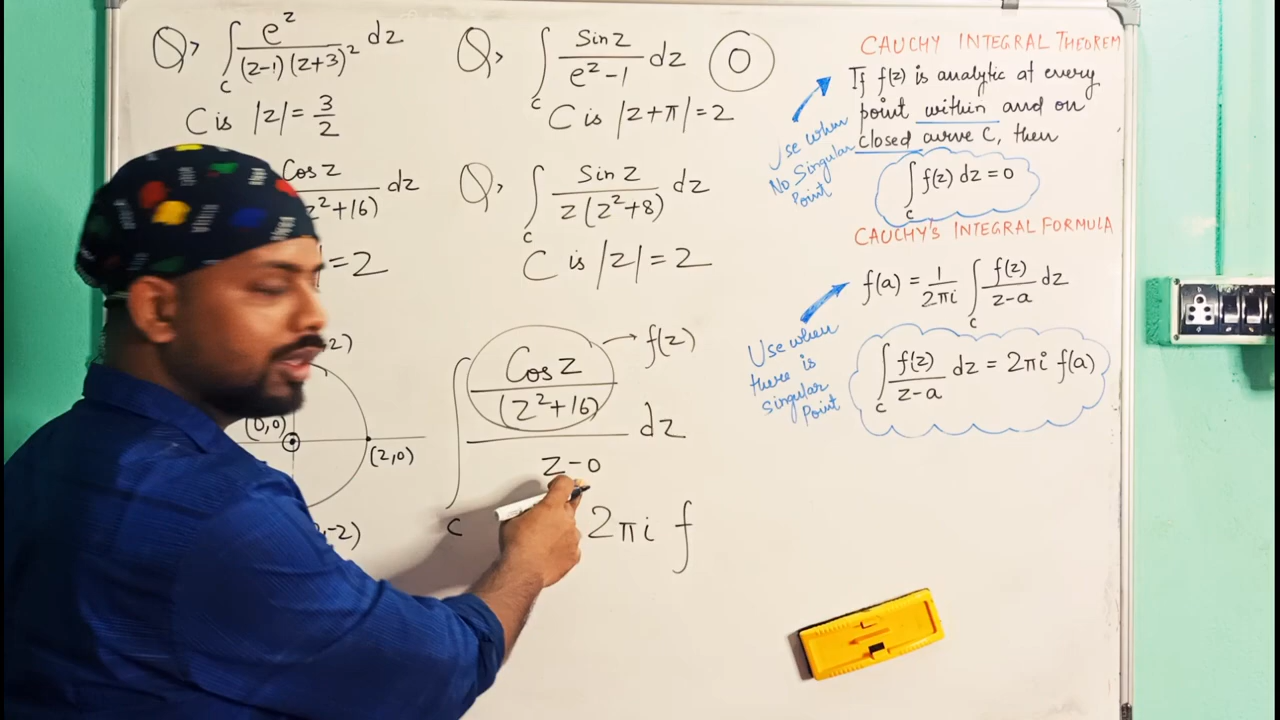 Q> ∫_C e^z / (z-1)(z+3)^2 dz
C is |z| = 3/2
Cos z / z^2+16) dz
|=2
Q> ∫_C Sin z / e^z-1 dz 0
C is |z+π| = 2
Q> ∫_C Sin z / z(z^2+8) dz
C is |z| = 2
(0,0)
(2,0)
-2)
∫_C Cos z / (z^2+16) → f(z)
/ z-0 dz
2πi f
CAUCHY INTEGRAL THEOREM
If f(z) is analytic at every
point within and on
closed curve C, then
∫_C f(z) dz = 0
Use when
No Singular
Point
CAUCHY'S INTEGRAL FORMULA
f(a) = 1/2πi ∫_C f(z)/z-a dz
∫_C f(z)/z-a dz = 2πi f(a)
Use when
there is
singular
Point